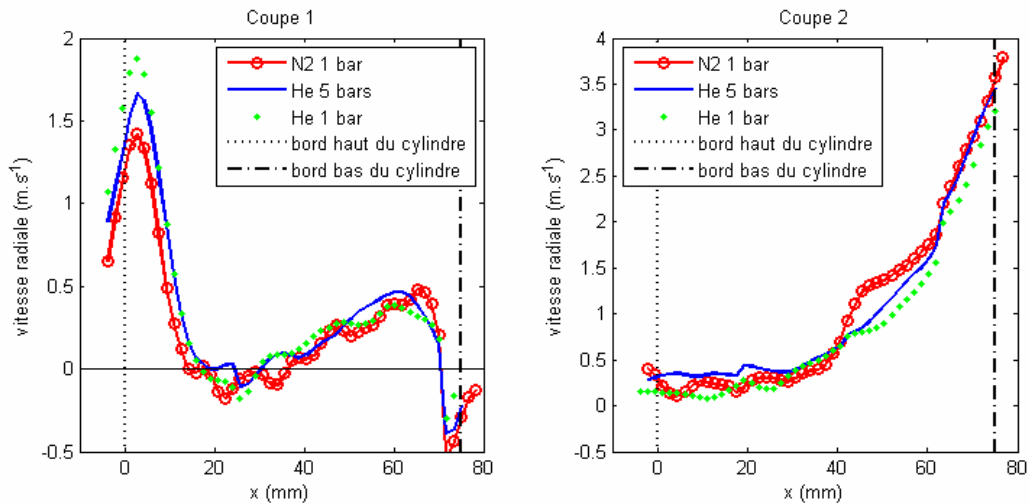 Coupe 1
2
1.5
1
0.5
0
-0.5
vitesse radiale (m.s⁻¹)
N2 1 bar
He 5 bars
He 1 bar
bord haut du cylindre
bord bas du cylindre
0
20
40
60
80
x (mm)
Coupe 2
4
3.5
3
2.5
2
1.5
1
0.5
0
-0.5
vitesse radiale (m.s⁻¹)
N2 1 bar
He 5 bars
He 1 bar
bord haut du cylindre
bord bas du cylindre
0
20
40
60
80
x (mm)